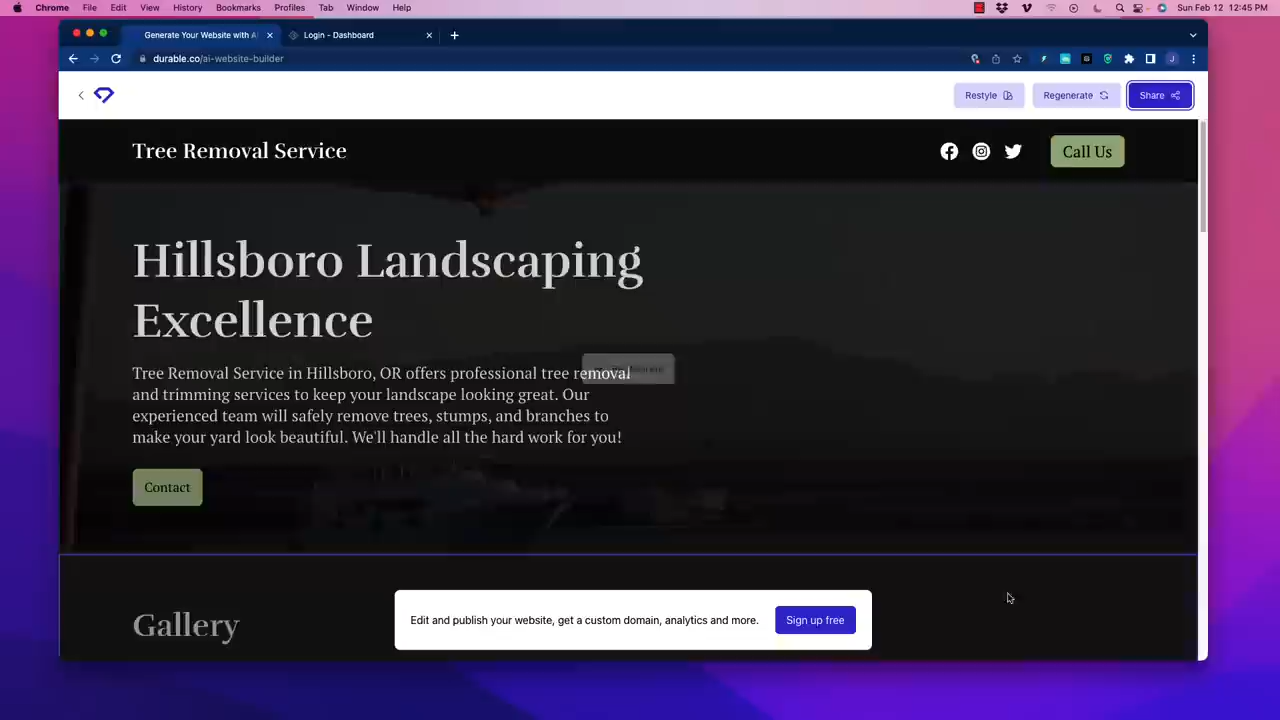 Chrome File Edit View History Bookmarks Profiles Tab Window Help Sun Feb 12 12:45 PM
Generate Your Website with A Login - Dashboard
durable.co/ai-website-builder
Restyle Regenerate Share
Tree Removal Service Call Us
Hillsboro Landscaping
Excellence
Tree Removal Service in Hillsboro, OR offers professional tree removal
and trimming services to keep your landscape looking great. Our
experienced team will safely remove trees, stumps, and branches to
make your yard look beautiful. We'll handle all the hard work for you!
Contact
Gallery
Edit and publish your website, get a custom domain, analytics and more. Sign up free